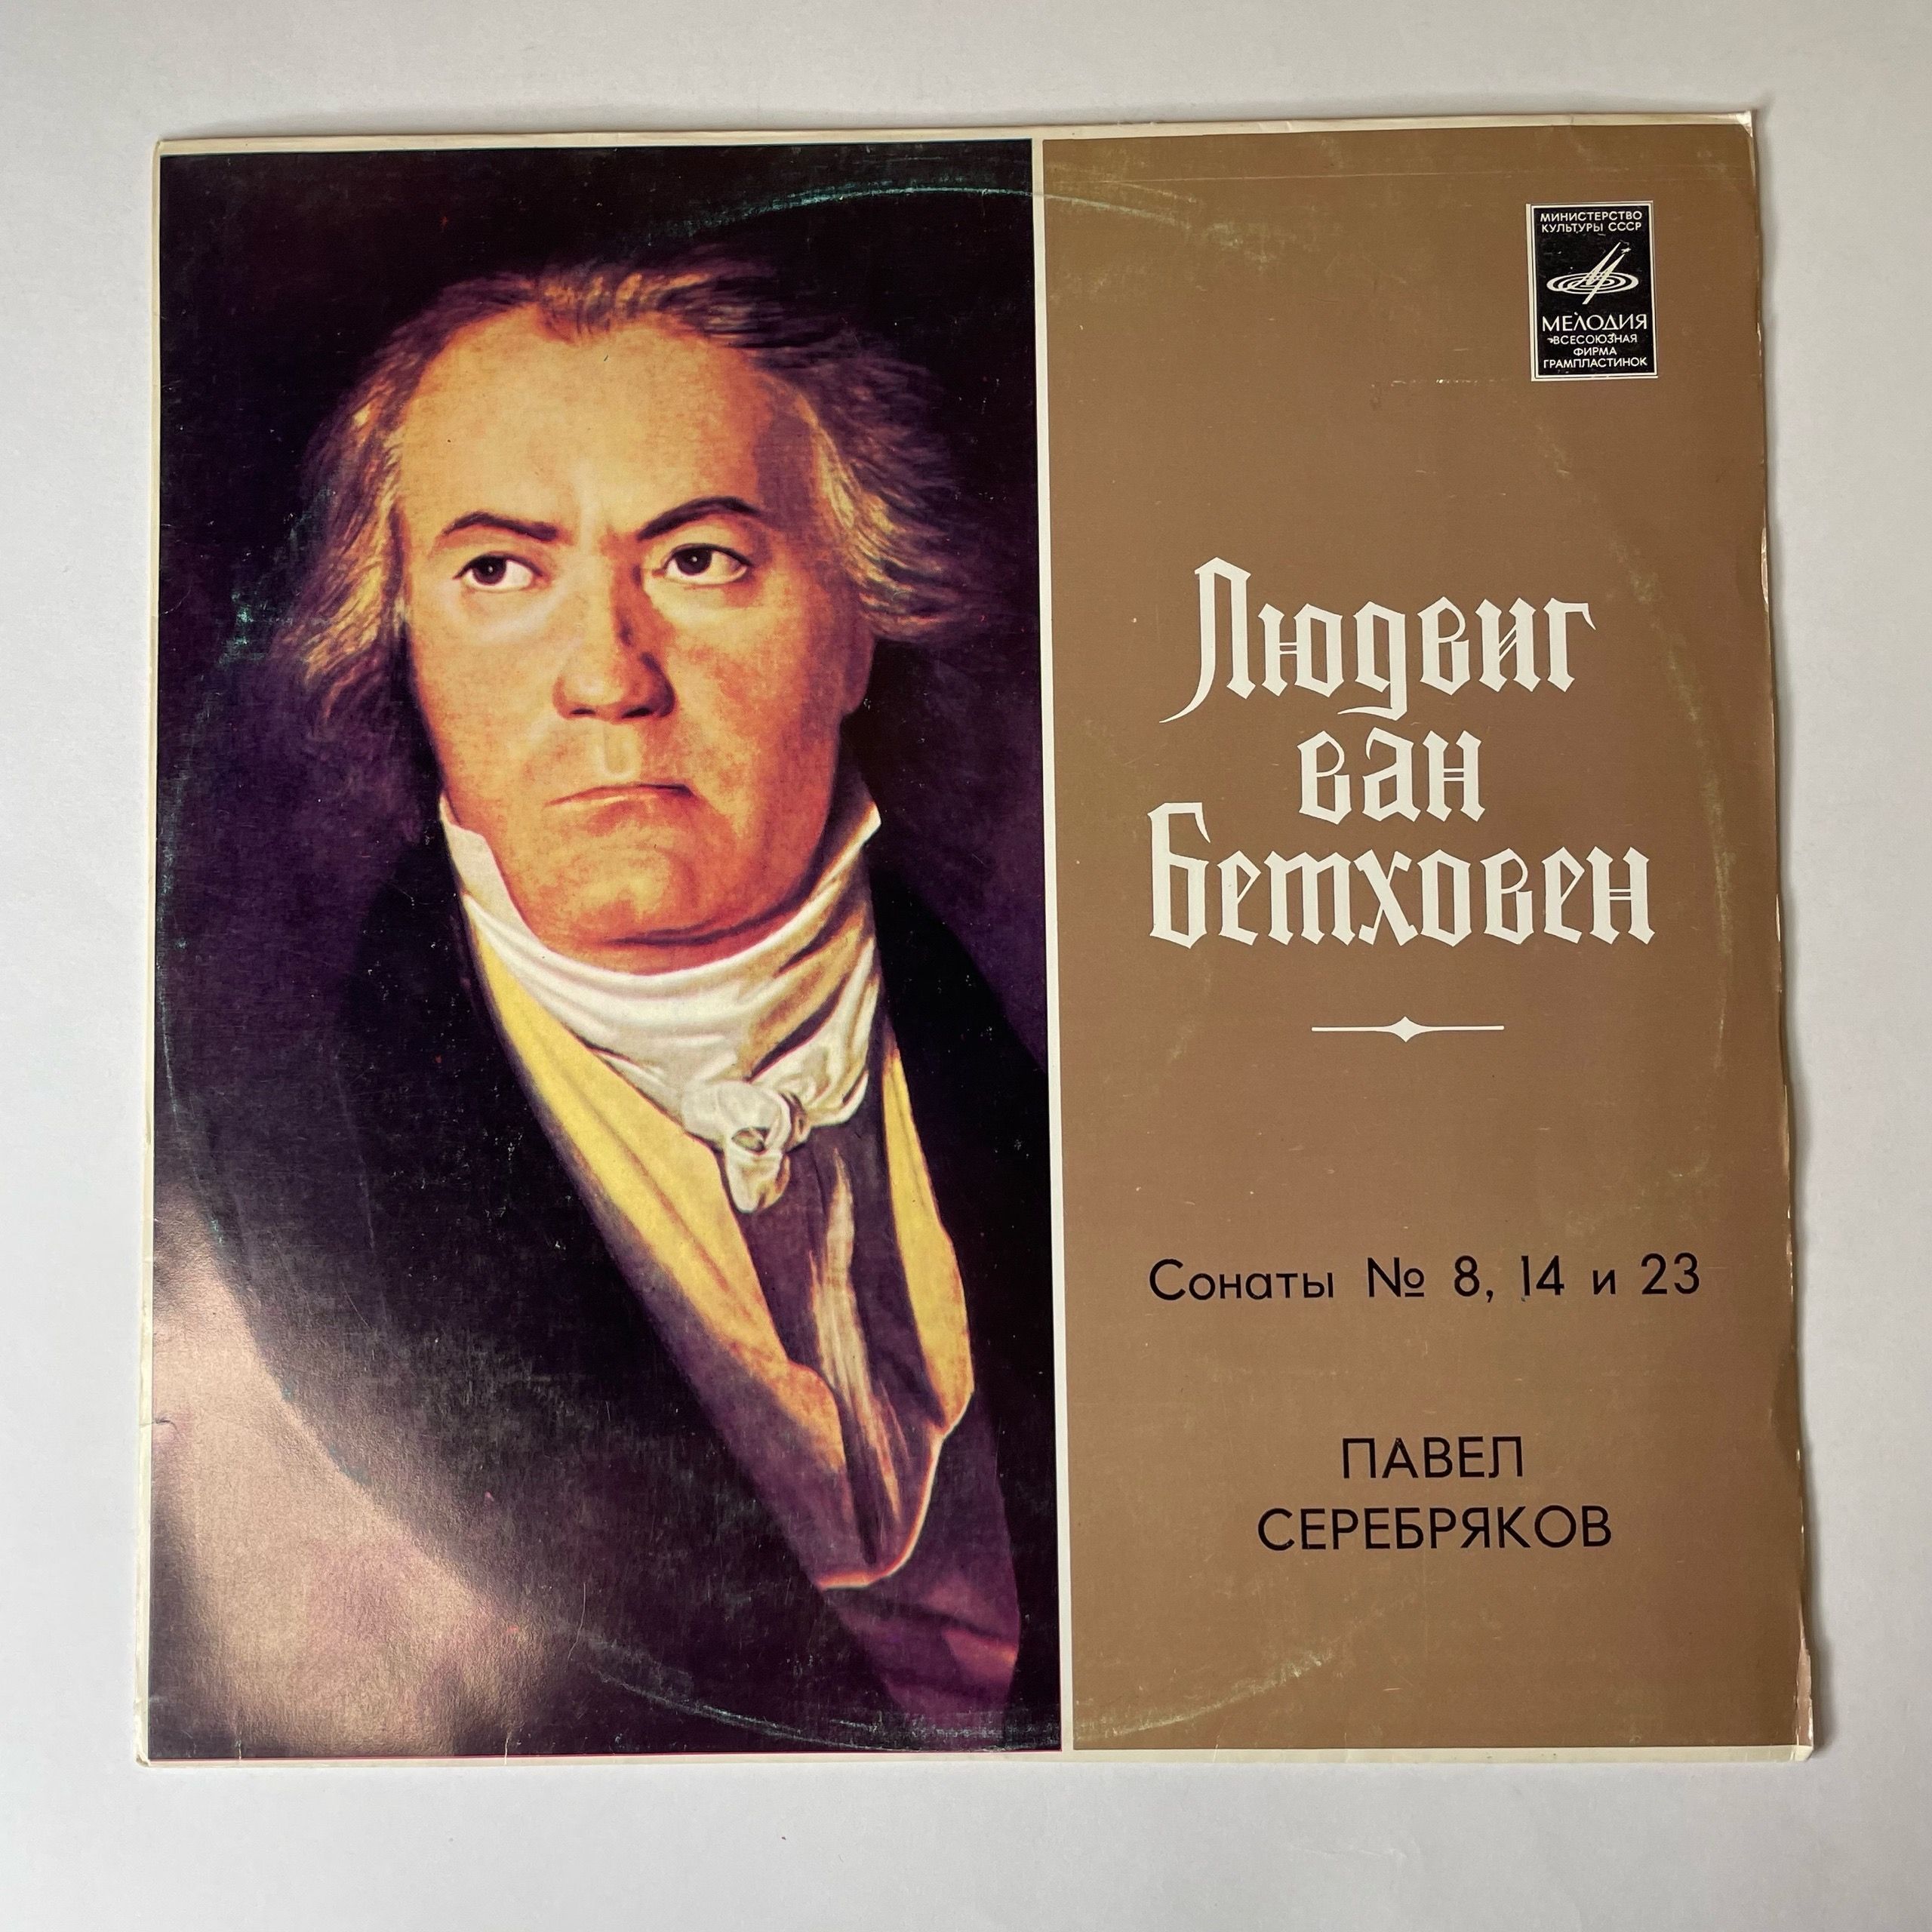 МИНИСТЕРСТВО
КУЛЬТУРЫ СССР
МЕЛОДИЯ
ВСЕСОЮЗНАЯ
ФИРМА
ГРАМПЛАСТИНОК
Людвиг
ван
Бетховен
Сонаты № 8, 14 и 23
ПАВЕЛ
СЕРЕБРЯКОВ